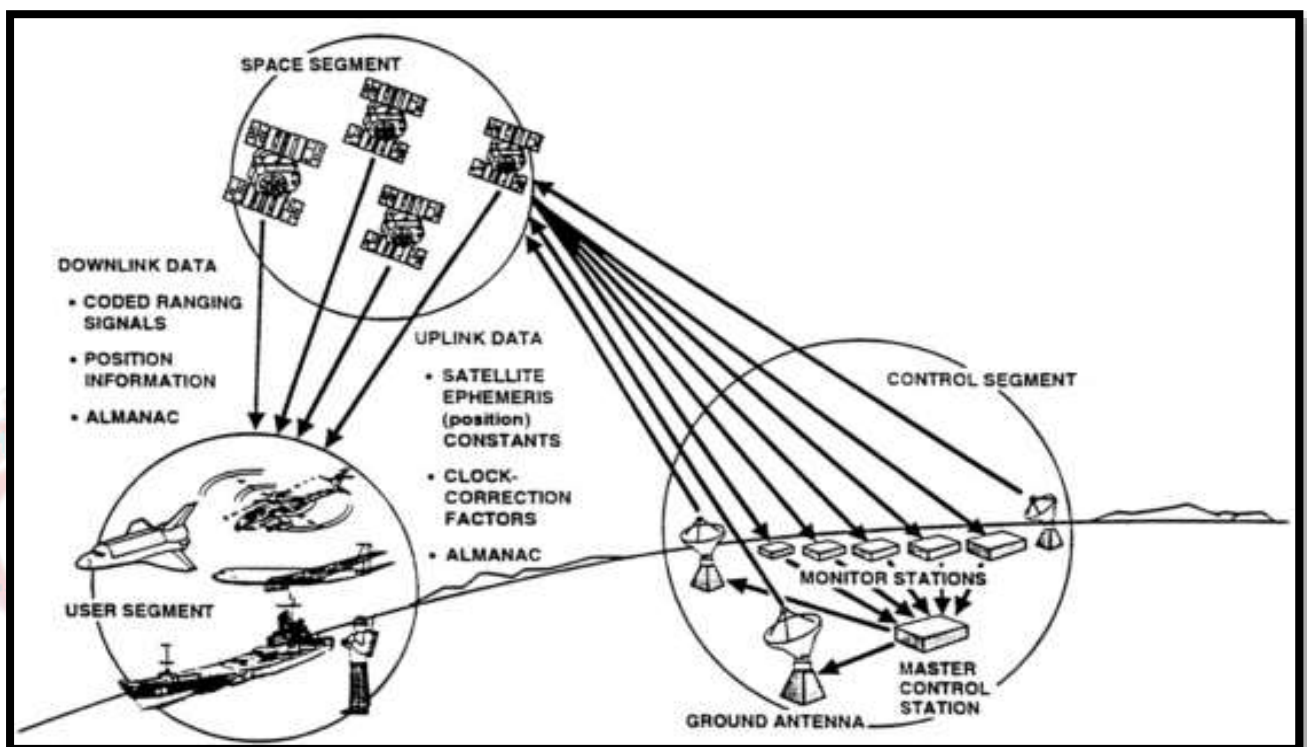 SPACE SEGMENT
DOWNLINK DATA
• CODED RANGING
SIGNALS
• POSITION
INFORMATION
• ALMANAC
UPLINK DATA
• SATELLITE
EPHEMERIS
(position)
CONSTANTS
• CLOCK-
CORRECTION
FACTORS
• ALMANAC
CONTROL SEGMENT
MONITOR STATIONS
MASTER
CONTROL
STATION
GROUND ANTENNA
USER SEGMENT